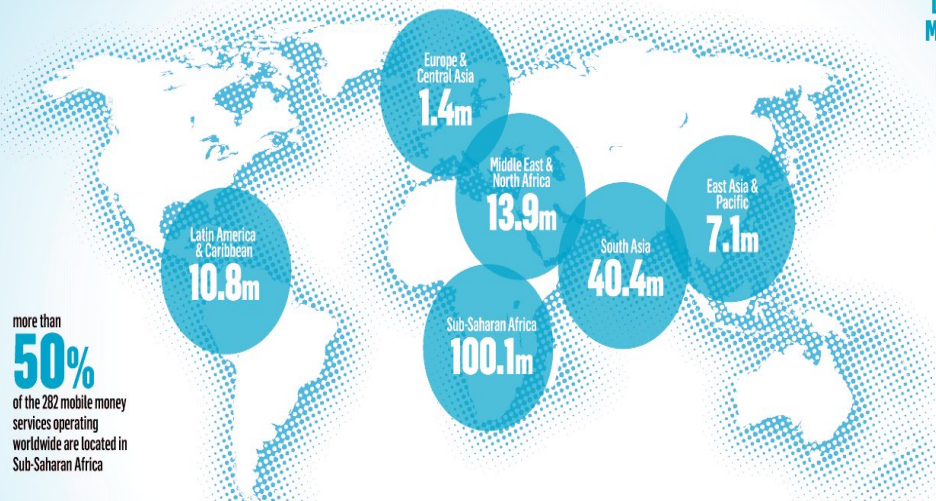 Europe &
Central Asia
1.4m
Middle East &
North Africa
13.9m
East Asia &
Pacific
7.1m
Latin America
& Caribbean
10.8m
South Asia
40.4m
Sub-Saharan Africa
100.1m
more than
50%
of the 282 mobile money
services operating
worldwide are located in
Sub-Saharan Africa